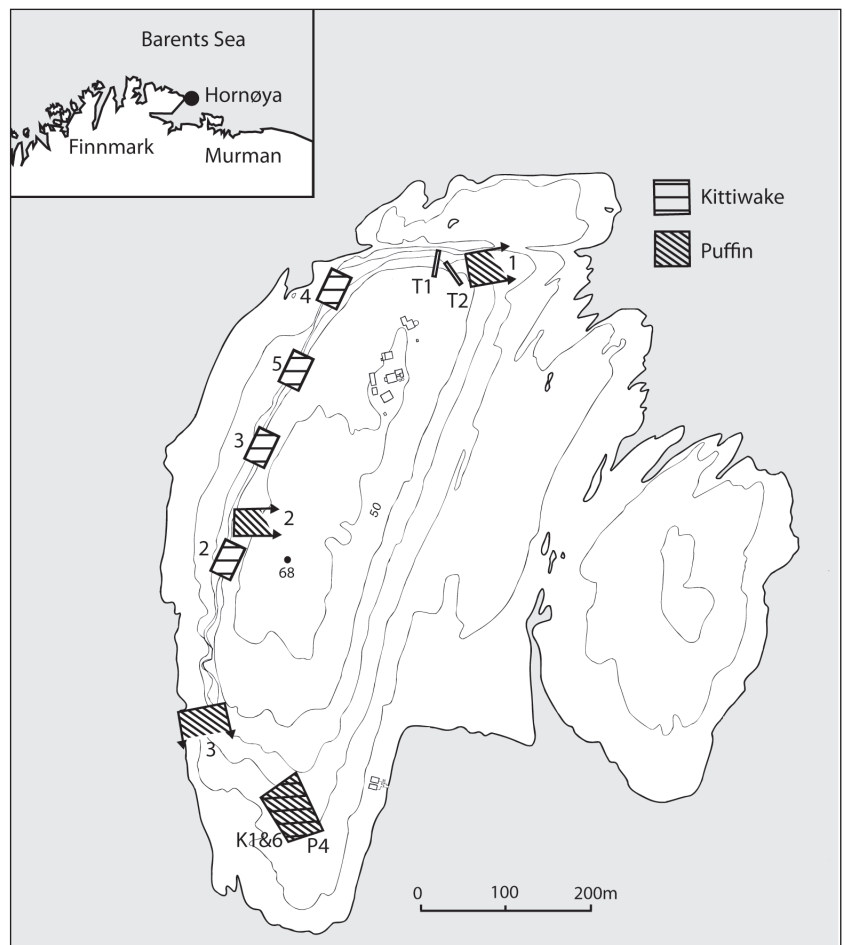 Barents Sea
Hornøya
Finnmark
Murman
Kittiwake
Puffin
1
T1
T2
4
5
3
50
2
2
68
3
K1&6
P4
0 100 200m